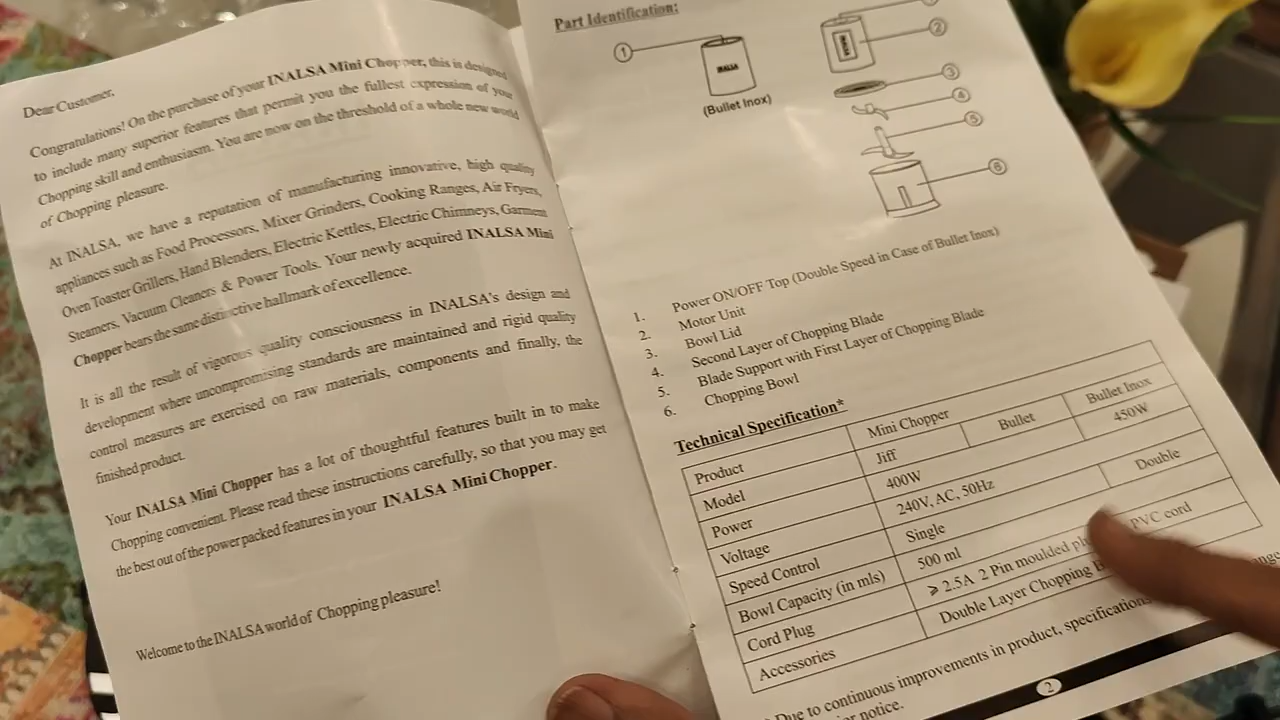 Dear Customer,
Congratulations! On the purchase of your INALSA Mini Chopper, this is designed
to include many superior features that permit you the fullest expression of your
Chopping skill and enthusiasm. You are now on the threshold of a whole new world
of Chopping pleasure.
At INALSA, we have a reputation of manufacturing innovative, high quality
appliances such as Food Processors, Mixer Grinders, Cooking Ranges, Air Fryers,
Oven Toaster Grillers, Hand Blenders, Electric Kettles, Electric Chimneys, Garment
Steamers, Vacuum Cleaners & Power Tools. Your newly acquired INALSA Mini
Chopper bears the same distinctive hallmark of excellence.
It is all the result of vigorous quality consciousness in INALSA's design and
development where uncompromising standards are maintained and rigid quality
control measures are exercised on raw materials, components and finally, the
finished product.
Your INALSA Mini Chopper has a lot of thoughtful features built in to make
Chopping convenient. Please read these instructions carefully, so that you may get
the best out of the power packed features in your INALSA Mini Chopper.
Welcome to the INALSA world of Chopping pleasure!
Part Identification:
1
INALSA
(Bullet Inox)
2
INALSA
3
4
5
6
1. Power ON/OFF Top (Double Speed in Case of Bullet Inox)
2. Motor Unit
3. Bowl Lid
4. Second Layer of Chopping Blade
5. Blade Support with First Layer of Chopping Blade
6. Chopping Bowl
Technical Specification*
Product Mini Chopper
Model Jiff Bullet Bullet Inox
Power 400W 450W
Voltage 240V, AC, 50Hz
Speed Control Single Double
Bowl Capacity (in mls) 500 ml
Cord Plug ⩾ 2.5A 2 Pin moulded PVC cord
Accessories Double Layer Chopping
Due to continuous improvements in product, specifications
notice.
2